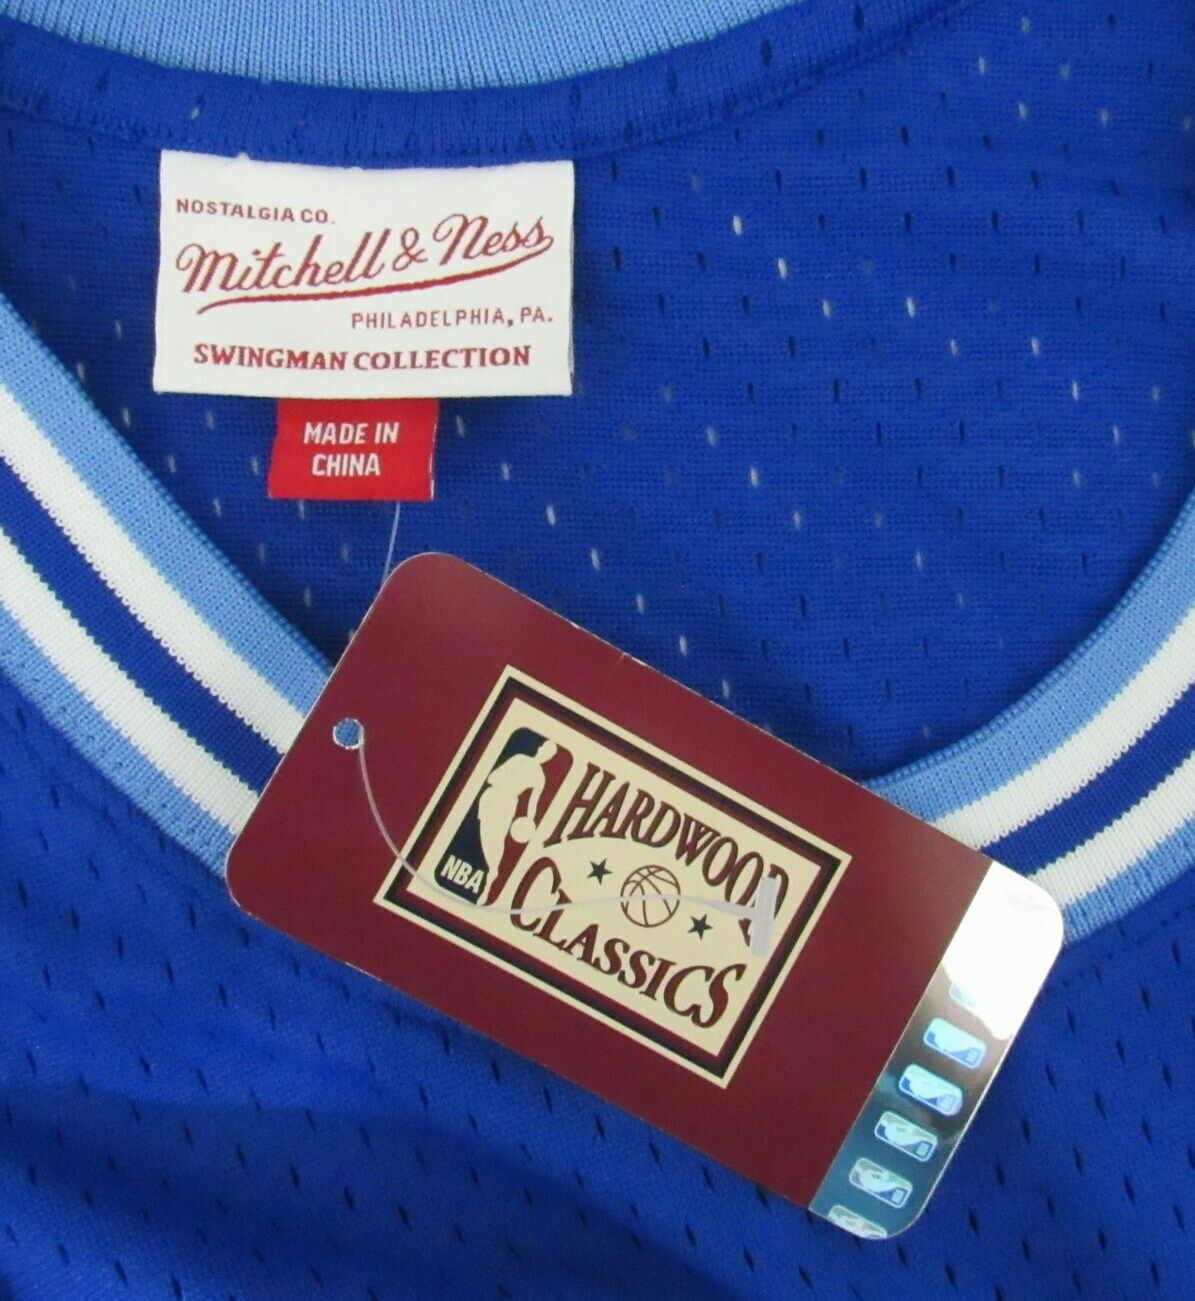 NOSTALGIA CO.
Mitchell & Ness
PHILADELPHIA, PA.
SWINGMAN COLLECTION
MADE IN
CHINA
HARDWOOD
CLASSICS
NBA